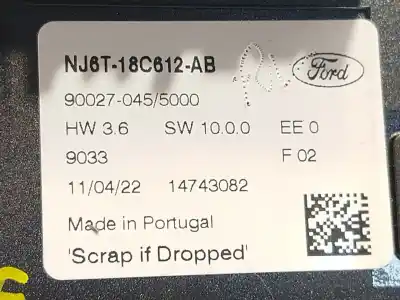 NJ6T-18C612-AB
Ford
90027-045/5000
HW 3.6 SW 10.0.0 EE 0
9033 F 02
11/04/22 14743082
Made in Portugal
'Scrap if Dropped'